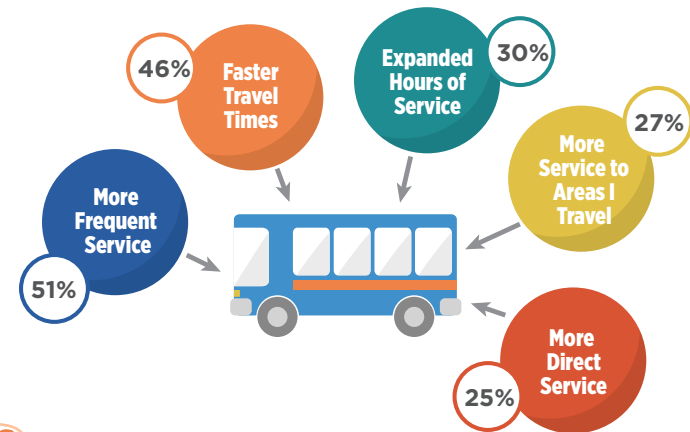 46%
Faster
Travel
Times
Expanded
Hours of
Service
30%
More
Service to
Areas I
Travel
27%
More
Frequent
Service
51%
More
Direct
Service
25%